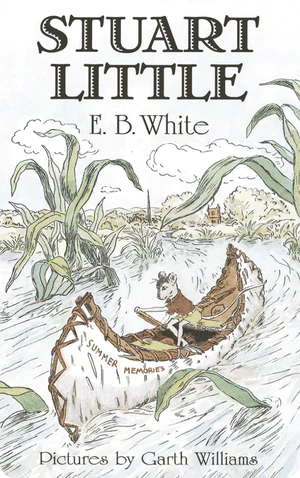 STUART
LITTLE
E. B. White
SUMMER
MEMORIES
Pictures by Garth Williams